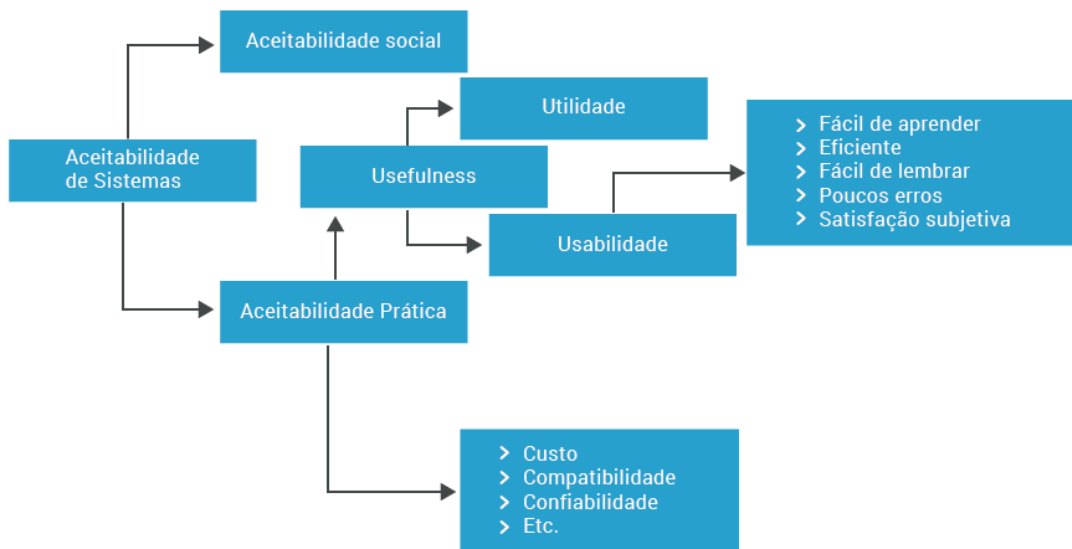 Aceitabilidade social
Utilidade
Aceitabilidade
de Sistemas
Usefulness
> Fácil de aprender
> Eficiente
> Fácil de lembrar
> Poucos erros
> Satisfação subjetiva
Usabilidade
Aceitabilidade Prática
> Custo
> Compatibilidade
> Confiabilidade
> Etc.